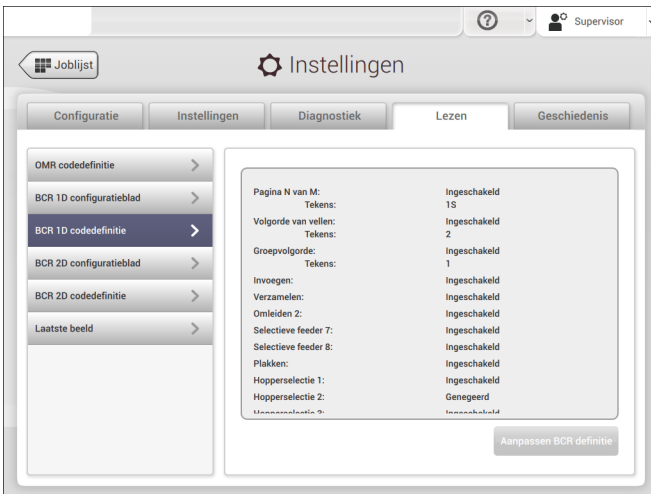 ?
Supervisor
Joblijst
Instellingen
Configuratie
Instellingen
Diagnostiek
Lezen
Geschiedenis
OMR codedefinitie
BCR 1D configuratieblad
BCR 1D codedefinitie
BCR 2D configuratieblad
BCR 2D codedefinitie
Laatste beeld
Pagina N van M: Ingeschakeld
Tekens: 1S
Volgorde van vellen: Ingeschakeld
Tekens: 2
Groepvolgorde: Ingeschakeld
Tekens: 1
Invoegen: Ingeschakeld
Verzamelen: Ingeschakeld
Omleiden 2: Ingeschakeld
Selectieve feeder 7: Ingeschakeld
Selectieve feeder 8: Ingeschakeld
Plakken: Ingeschakeld
Hopperselectie 1: Ingeschakeld
Hopperselectie 2: Genegeerd
Hopperselectie 3: Ingeschakeld
Aanpassen BCR definitie